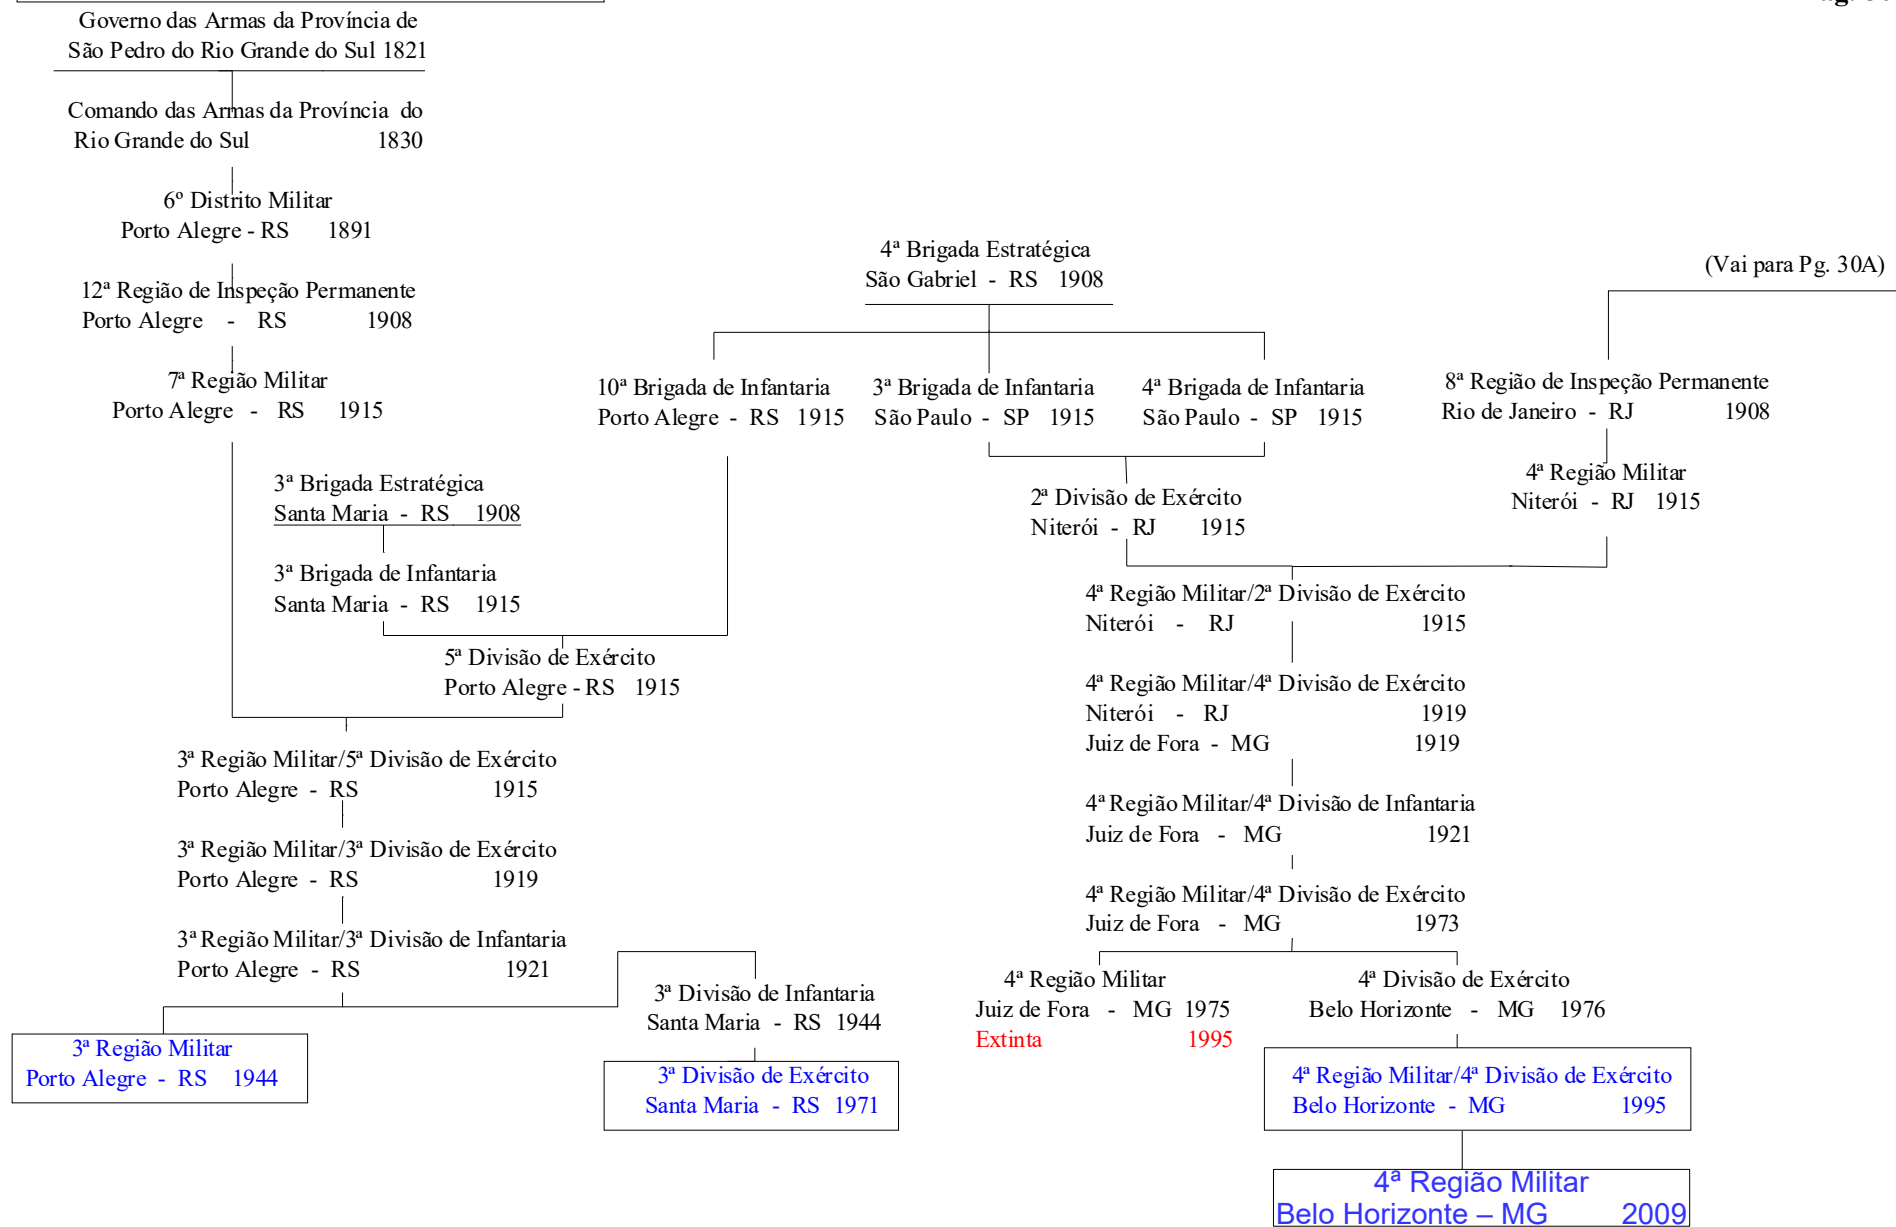 Governo das Armas da Província de
São Pedro do Rio Grande do Sul 1821
Comando das Armas da Província do
Rio Grande do Sul 1830
6º Distrito Militar
Porto Alegre - RS 1891
12ª Região de Inspeção Permanente
Porto Alegre - RS 1908
7ª Região Militar
Porto Alegre - RS 1915
3ª Brigada Estratégica
Santa Maria - RS 1908
3ª Brigada de Infantaria
Santa Maria - RS 1915
4ª Brigada Estratégica
São Gabriel - RS 1908
10ª Brigada de Infantaria
Porto Alegre - RS 1915
3ª Brigada de Infantaria
São Paulo - SP 1915
4ª Brigada de Infantaria
São Paulo - SP 1915
5ª Divisão de Exército
Porto Alegre - RS 1915
3ª Região Militar/5ª Divisão de Exército
Porto Alegre - RS 1915
3ª Região Militar/3ª Divisão de Exército
Porto Alegre - RS 1919
3ª Região Militar/3ª Divisão de Infantaria
Porto Alegre - RS 1921
3ª Região Militar
Porto Alegre - RS 1944
3ª Divisão de Infantaria
Santa Maria - RS 1944
3ª Divisão de Exército
Santa Maria - RS 1971
(Vai para Pg. 30A)
8ª Região de Inspeção Permanente
Rio de Janeiro - RJ 1908
4ª Região Militar
Niterói - RJ 1915
2ª Divisão de Exército
Niterói - RJ 1915
4ª Região Militar/2ª Divisão de Exército
Niterói - RJ 1915
4ª Região Militar/4ª Divisão de Exército
Niterói - RJ 1919
Juiz de Fora - MG 1919
4ª Região Militar/4ª Divisão de Infantaria
Juiz de Fora - MG 1921
4ª Região Militar/4ª Divisão de Exército
Juiz de Fora - MG 1973
4ª Região Militar
Juiz de Fora - MG 1975
Extinta 1995
4ª Divisão de Exército
Belo Horizonte - MG 1976
4ª Região Militar/4ª Divisão de Exército
Belo Horizonte - MG 1995
4ª Região Militar
Belo Horizonte – MG 2009